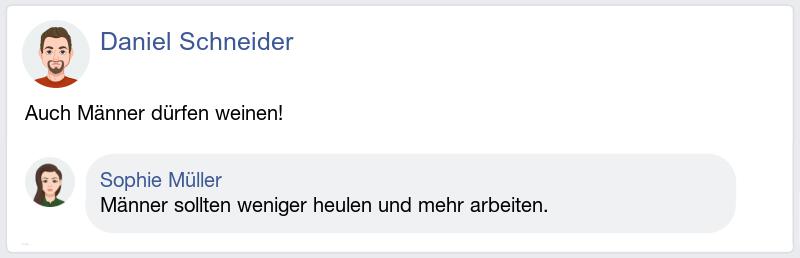 Daniel Schneider
Auch Männer dürfen weinen!
Sophie Müller
Männer sollten weniger heulen und mehr arbeiten.